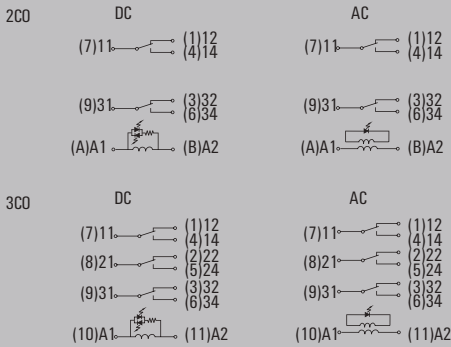 2CO DC AC
(7)11 (1)12 (7)11 (1)12
(4)14 (4)14
(9)31 (3)32 (9)31 (3)32
(6)34 (6)34
(A)A1 (B)A2 (A)A1 (B)A2
3CO DC AC
(7)11 (1)12 (7)11 (1)12
(4)14 (4)14
(8)21 (2)22 (8)21 (2)22
(5)24 (5)24
(9)31 (3)32 (9)31 (3)32
(6)34 (6)34
(10)A1 (11)A2 (10)A1 (11)A2